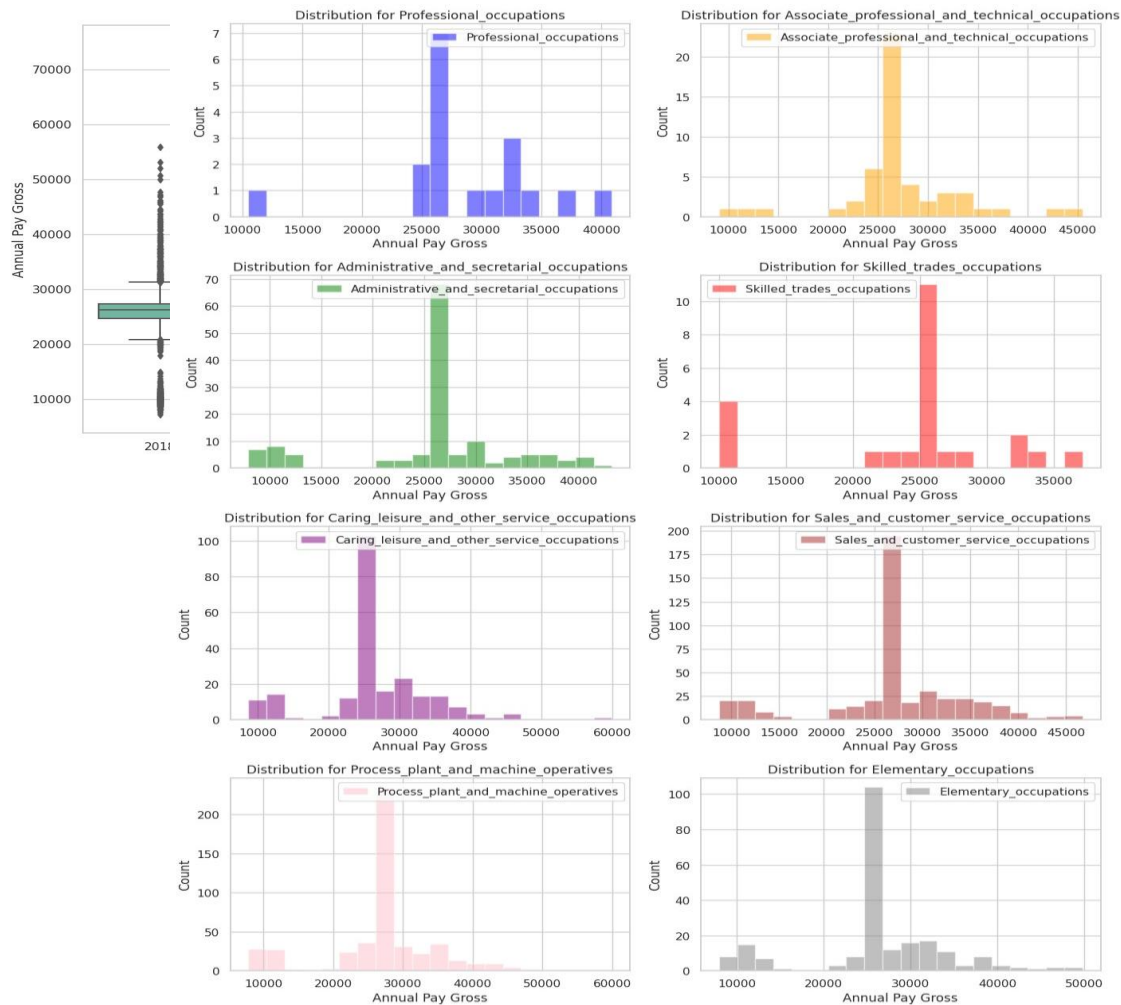 70000
60000
50000
40000
30000
20000
10000
Annual Pay Gross
2018
Distribution for Professional_occupations
Professional_occupations
7
6
5
4
3
2
1
0
Count
10000 15000 20000 25000 30000 35000 40000
Annual Pay Gross
Distribution for Associate_professional_and_technical_occupations
Associate_professional_and_technical_occupations
20
15
10
5
0
Count
10000 15000 20000 25000 30000 35000 40000 45000
Annual Pay Gross
Distribution for Administrative_and_secretarial_occupations
Administrative_and_secretarial_occupations
70
60
50
40
30
20
10
0
Count
10000 15000 20000 25000 30000 35000 40000
Annual Pay Gross
Distribution for Skilled_trades_occupations
Skilled_trades_occupations
10
8
6
4
2
0
Count
10000 15000 20000 25000 30000 35000
Annual Pay Gross
Distribution for Caring_leisure_and_other_service_occupations
Caring_leisure_and_other_service_occupations
100
80
60
40
20
0
Count
10000 20000 30000 40000 50000 60000
Annual Pay Gross
Distribution for Sales_and_customer_service_occupations
Sales_and_customer_service_occupations
200
175
150
125
100
75
50
25
0
Count
10000 15000 20000 25000 30000 35000 40000 45000
Annual Pay Gross
Distribution for Process_plant_and_machine_operatives
Process_plant_and_machine_operatives
200
150
100
50
0
Count
10000 20000 30000 40000 50000 60000
Annual Pay Gross
Distribution for Elementary_occupations
Elementary_occupations
100
80
60
40
20
0
Count
10000 20000 30000 40000 50000
Annual Pay Gross